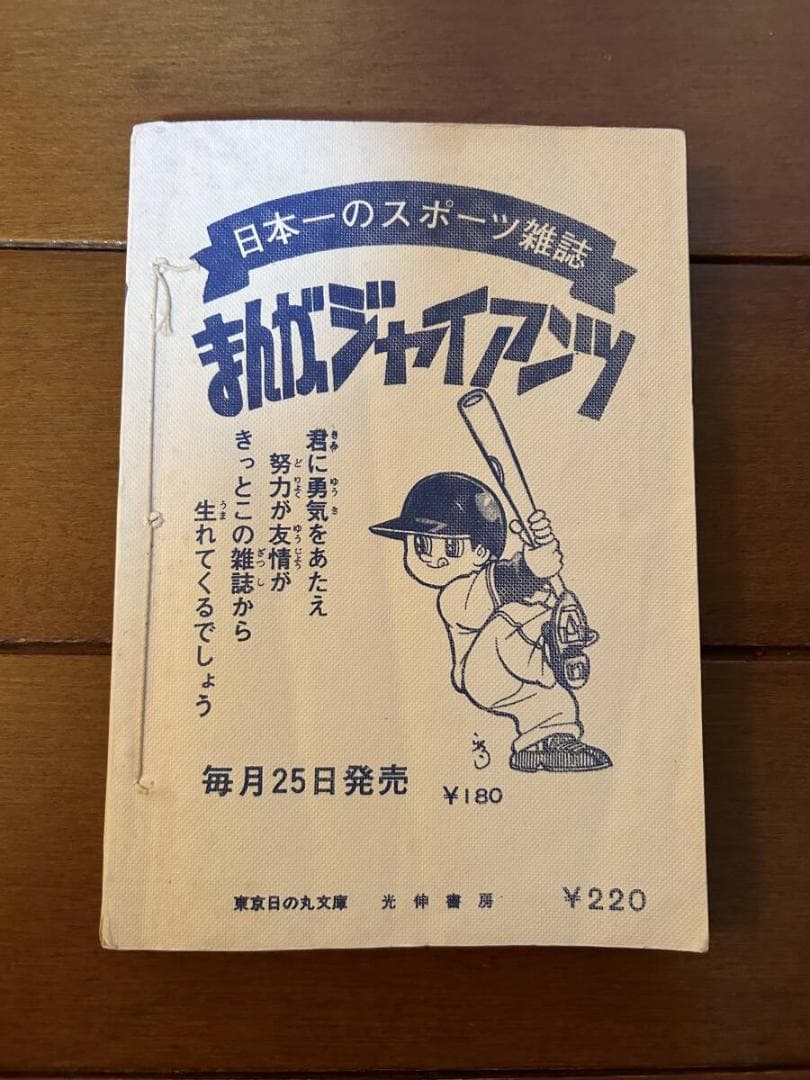 日本一のスポーツ雑誌
まんがジャイアンツ
君に勇気をあたえ
努力が友情が
きっとこの雑誌から
生れてくるでしょう
毎月25日発売
¥180
東京日の丸文庫 光伸書房 ¥220